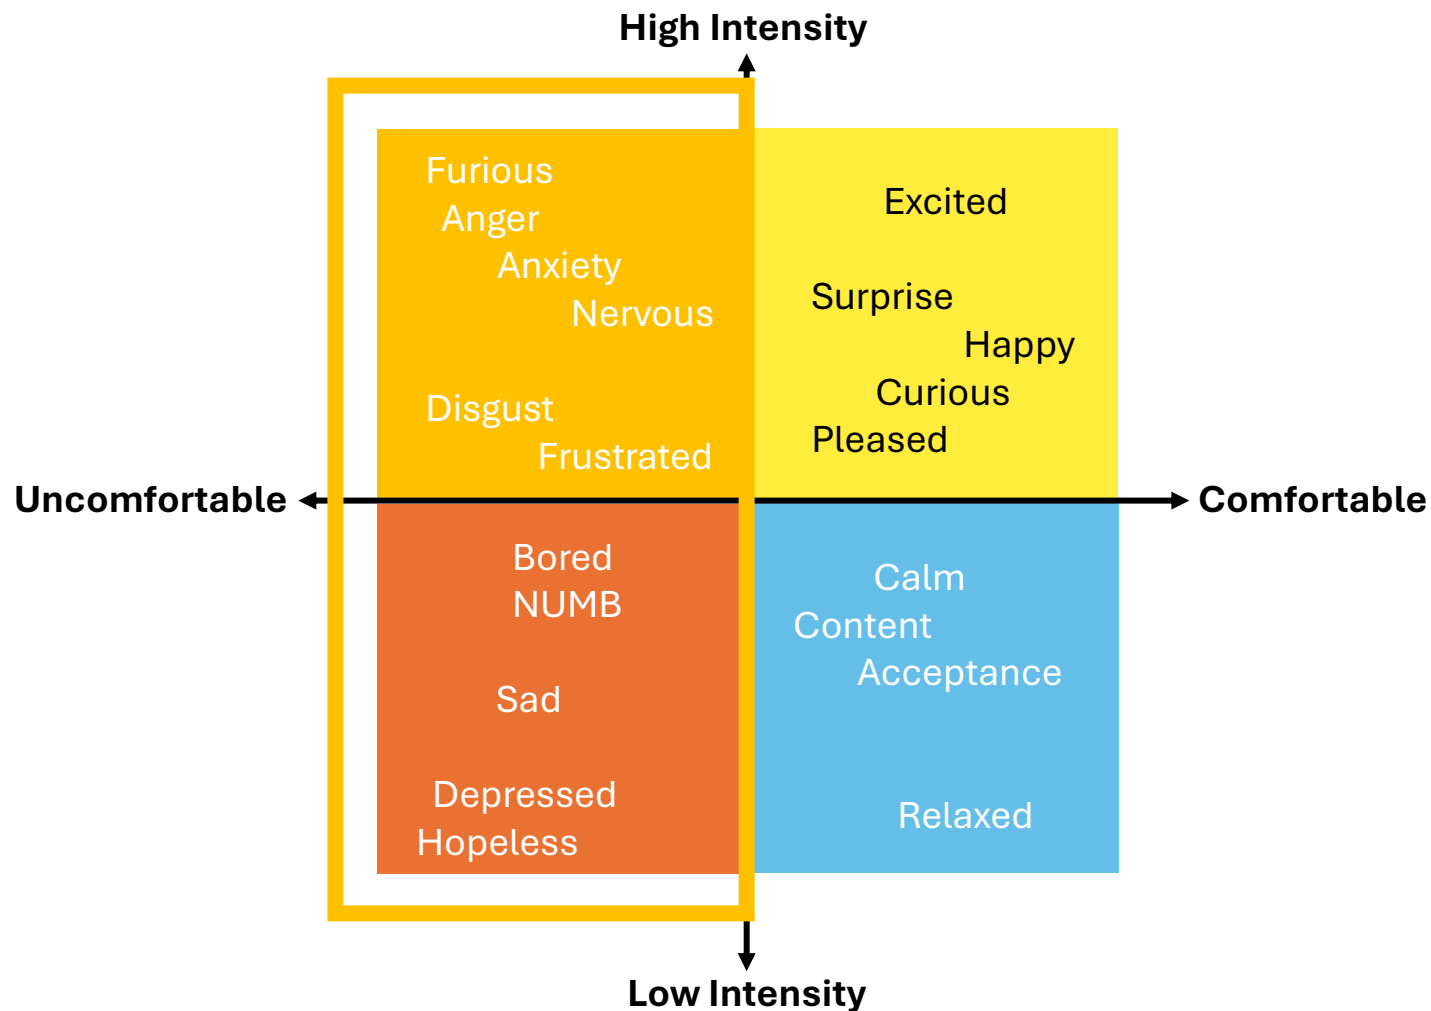 High Intensity
Furious
Anger
Anxiety
Nervous
Disgust
Frustrated
Excited
Surprise
Happy
Curious
Pleased
Uncomfortable
Comfortable
Bored
NUMB
Sad
Depressed
Hopeless
Calm
Content
Acceptance
Relaxed
Low Intensity